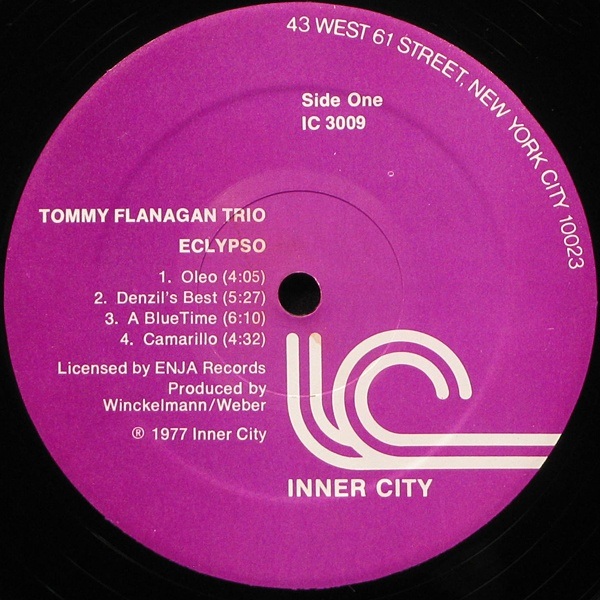 43 WEST 61 STREET, NEW YORK CITY 10023
Side One
IC 3009
TOMMY FLANAGAN TRIO
ECLYPSO
1. Oleo (4:05)
2. Denzil's Best (5:27)
3. A BlueTime (6:10)
4. Camarillo (4:32)
Licensed by ENJA Records
Produced by
Winckelmann/Weber
℗ 1977 Inner City
IC
INNER CITY